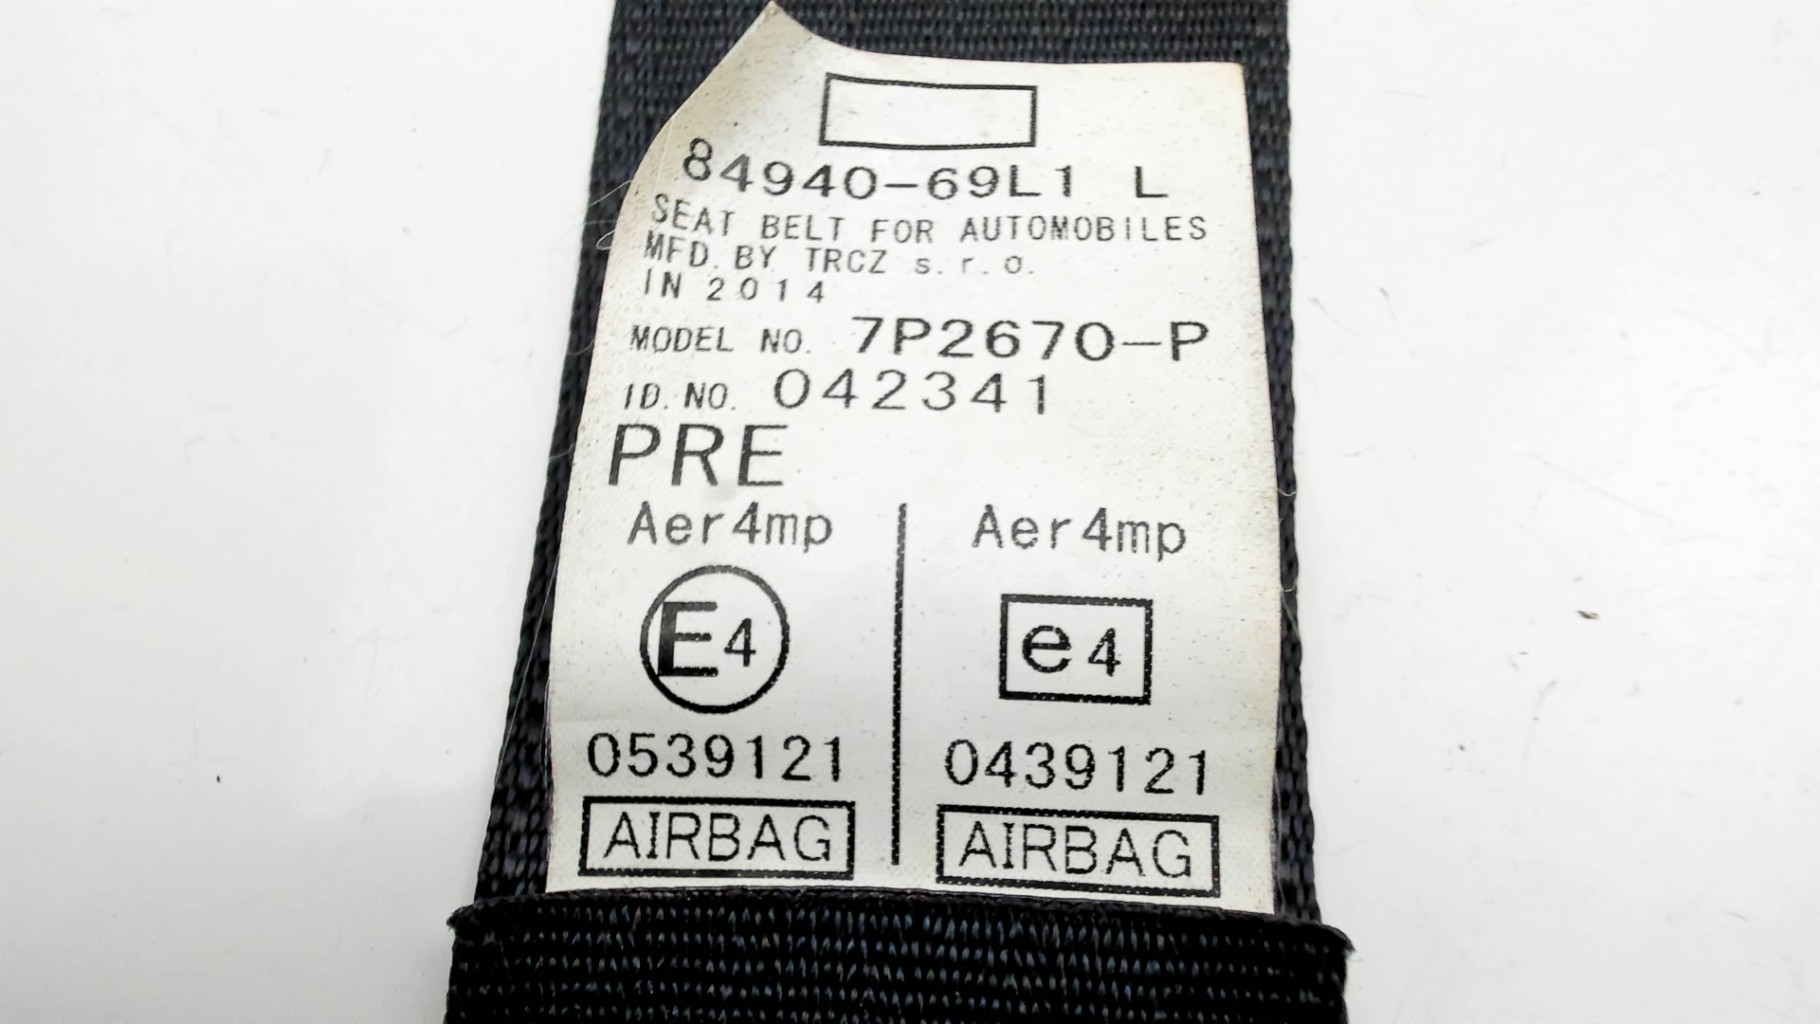 84940-69L1 L
SEAT BELT FOR AUTOMOBILES
MFD. BY TRCZ s.r.o.
IN 2014
MODEL NO. 7P2670-P
ID. NO. 042341
PRE
Aer4mp Aer4mp
E4 e4
0539121 0439121
AIRBAG AIRBAG